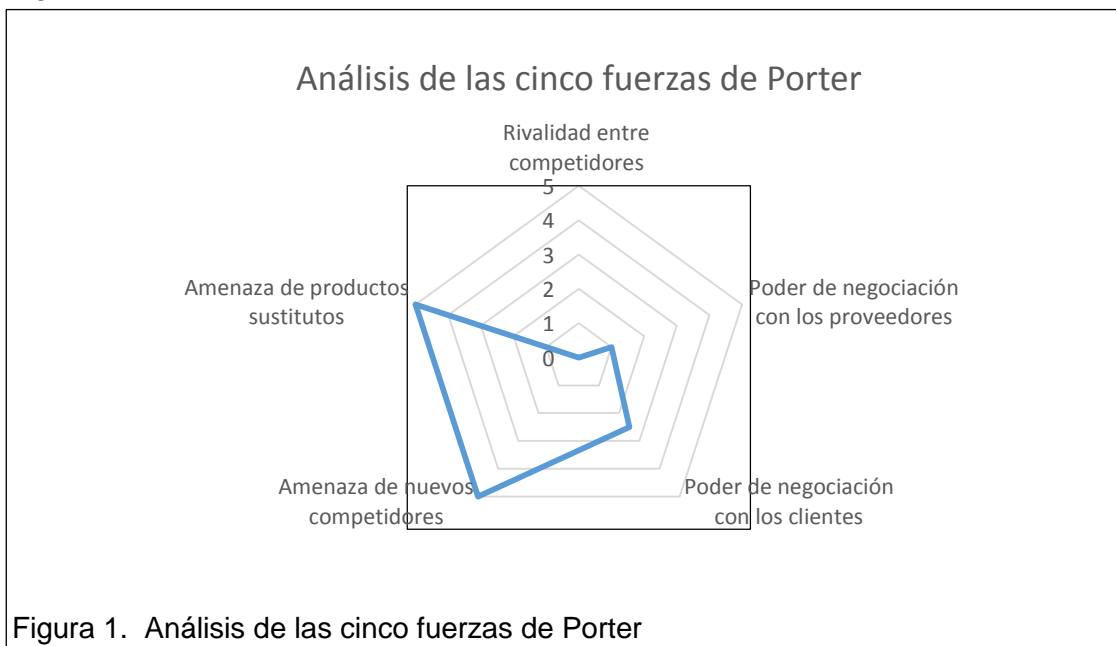 Análisis de las cinco fuerzas de Porter
Rivalidad entre
competidores
5
4
3
2
1
0
Poder de negociación
con los proveedores
Poder de negociación
con los clientes
Amenaza de nuevos
competidores
Amenaza de productos
sustitutos
Figura 1. Análisis de las cinco fuerzas de Porter